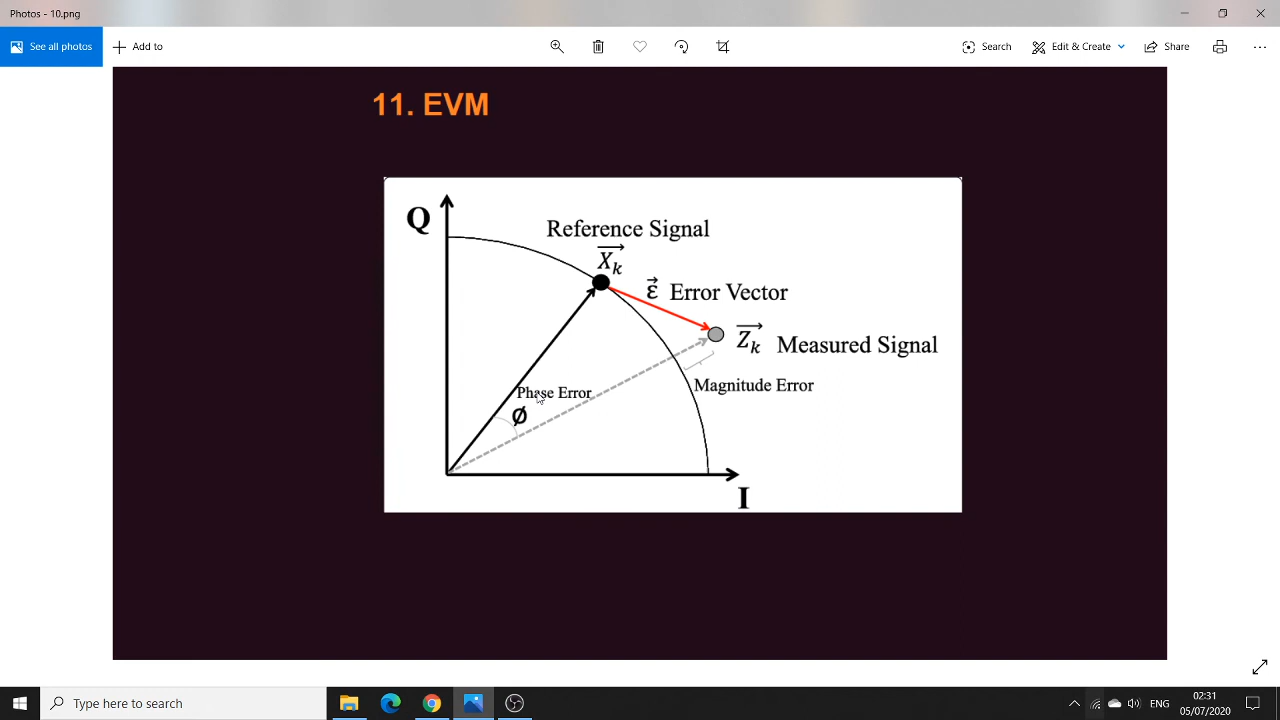 Photos - 10.png
See all photos
Add to
Search
Edit & Create
Share
11. EVM
Q
Reference Signal
X_k
ε⃗ Error Vector
Z_k Measured Signal
Magnitude Error
Phase Error
Ø
I
Type here to search
ENG
02:31
05/07/2020